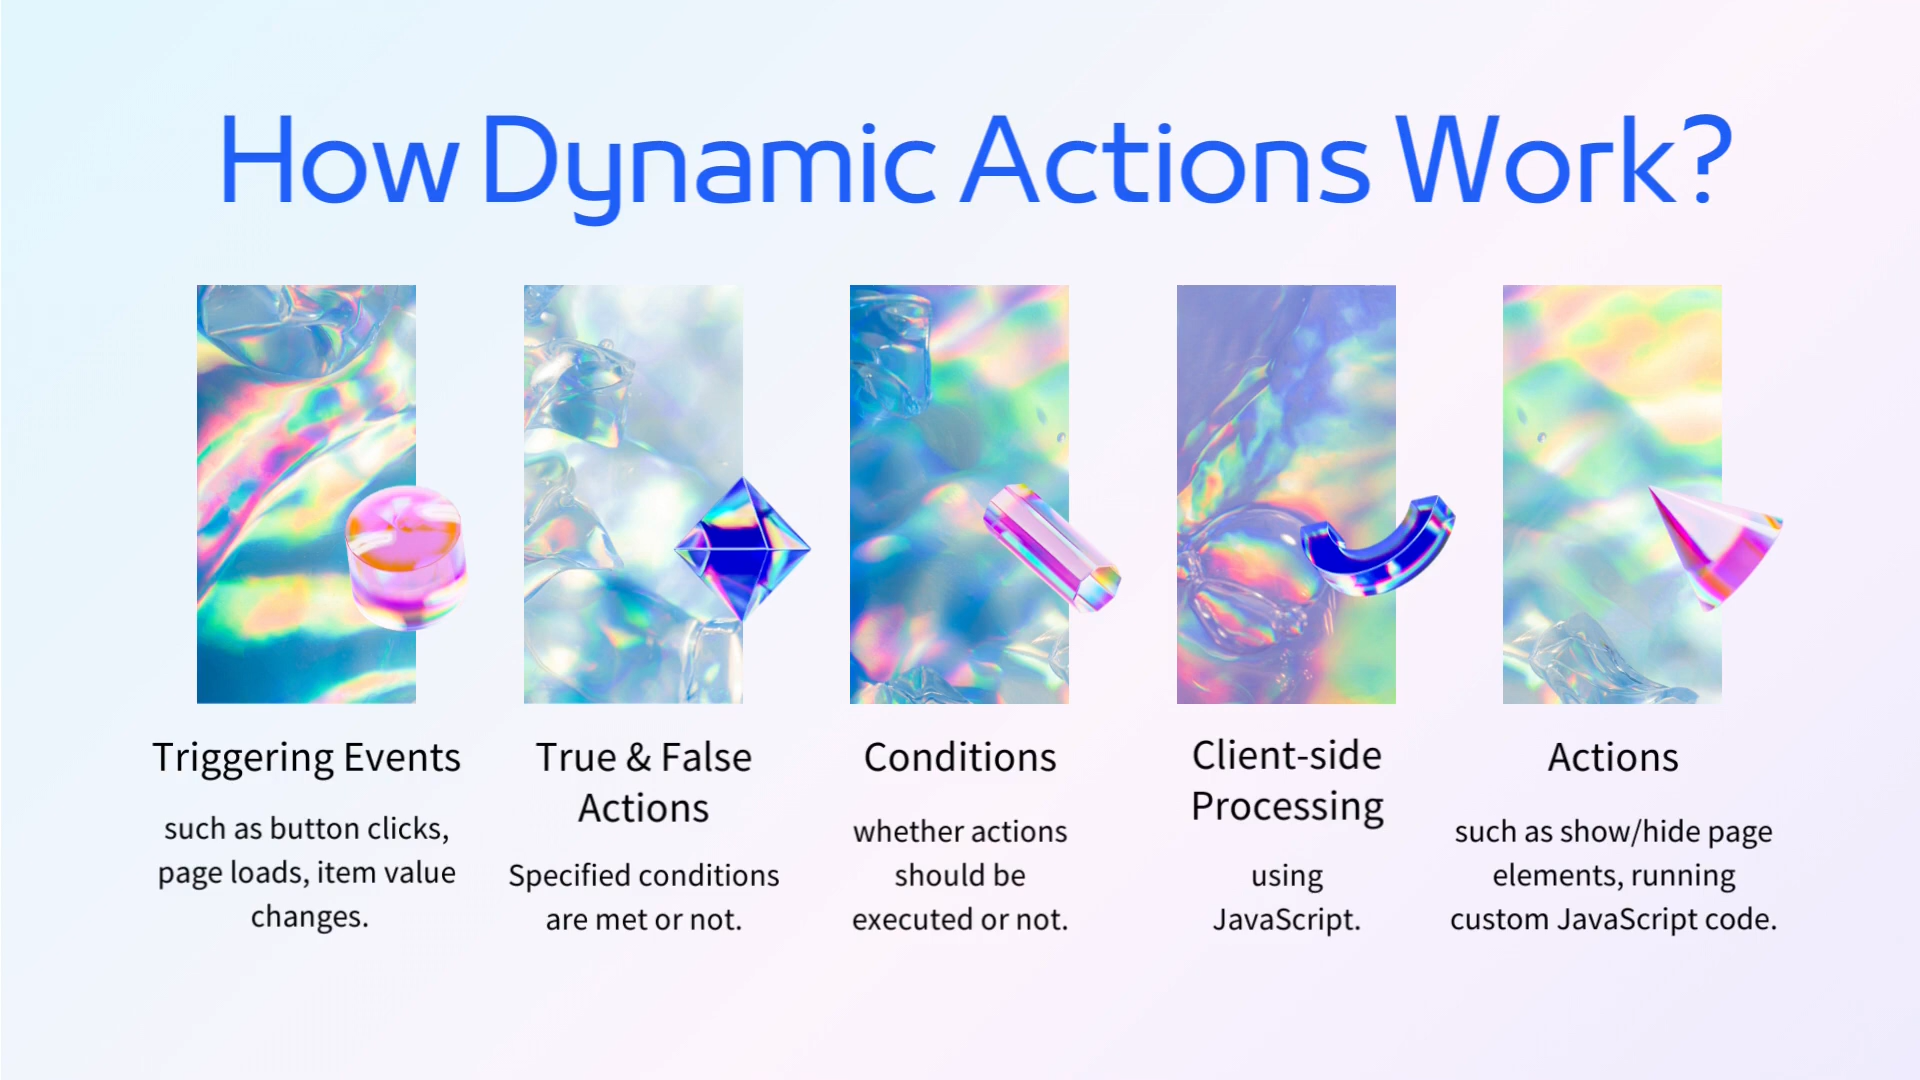 How Dynamic Actions Work?
Triggering Events
such as button clicks,
page loads, item value
changes.
True & False
Actions
Specified conditions
are met or not.
Conditions
whether actions
should be
executed or not.
Client-side
Processing
using
JavaScript.
Actions
such as show/hide page
elements, running
custom JavaScript code.